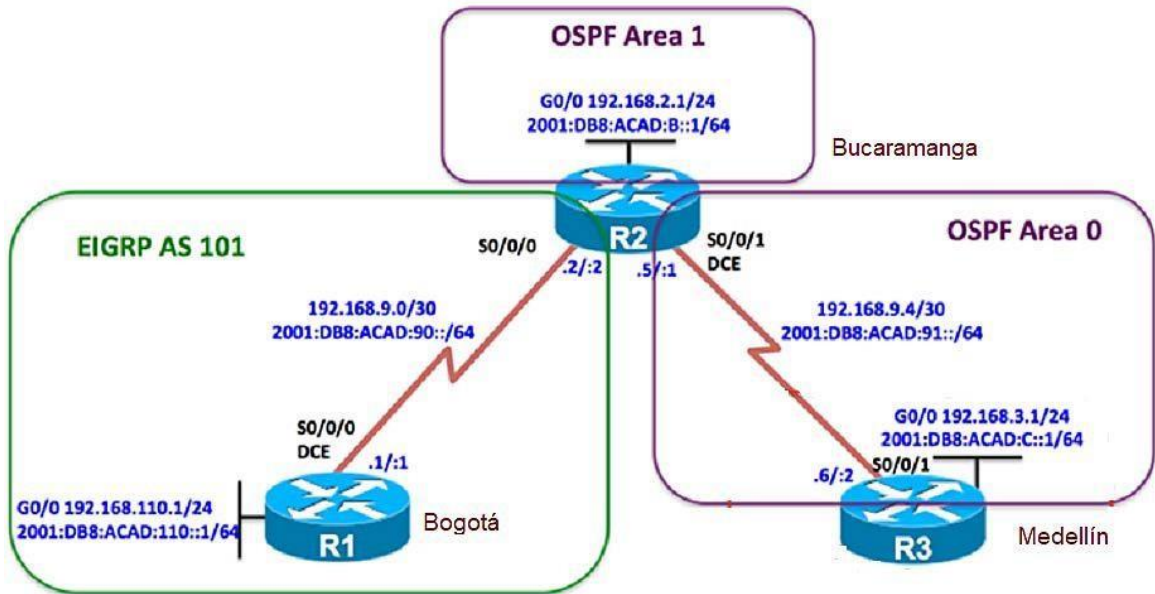 OSPF Area 1
G0/0 192.168.2.1/24
2001:DB8:ACAD:B::1/64
Bucaramanga
R2
EIGRP AS 101
S0/0/0
.2/:2
.5/:1
S0/0/1
DCE
OSPF Area 0
192.168.9.0/30
2001:DB8:ACAD:90::/64
192.168.9.4/30
2001:DB8:ACAD:91::/64
S0/0/0
DCE
.1/:1
G0/0 192.168.3.1/24
2001:DB8:ACAD:C::1/64
.6/:2
S0/0/1
G0/0 192.168.110.1/24
2001:DB8:ACAD:110::1/64
R1
Bogotá
R3
Medellín